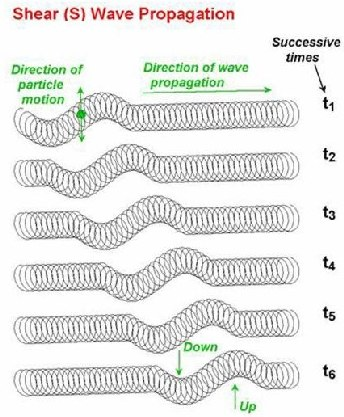 Shear (S) Wave Propagation
Successive
times
Direction of
particle
motion
Direction of wave
propagation
t1
t2
t3
t4
t5
Down
t6
Up